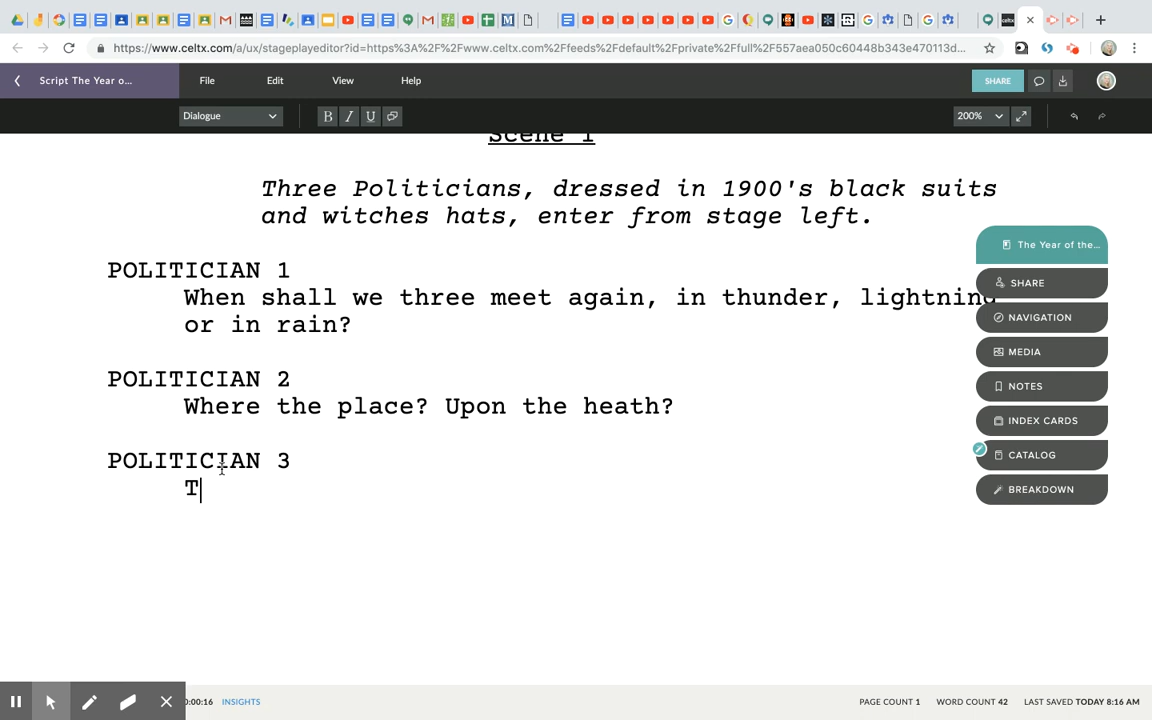 https://www.celtx.com/a/ux/stageplayeditor?id=https%3A%2F%2Fwww.celtx.com%2Ffeeds%2Fdefault%2Fprivate%2Ffull%2F557aea050c60448b343e470113d...
Script The Year o...
File
Edit
View
Help
SHARE
Dialogue
B
I
U
200%
Scene 1
Three Politicians, dressed in 1900's black suits
and witches hats, enter from stage left.
The Year of the...
POLITICIAN 1
SHARE
When shall we three meet again, in thunder, lightning
or in rain?
NAVIGATION
MEDIA
POLITICIAN 2
NOTES
Where the place? Upon the heath?
INDEX CARDS
POLITICIAN 3
CATALOG
T
BREAKDOWN
0:00:16
INSIGHTS
PAGE COUNT 1
WORD COUNT 42
LAST SAVED TODAY 8:16 AM